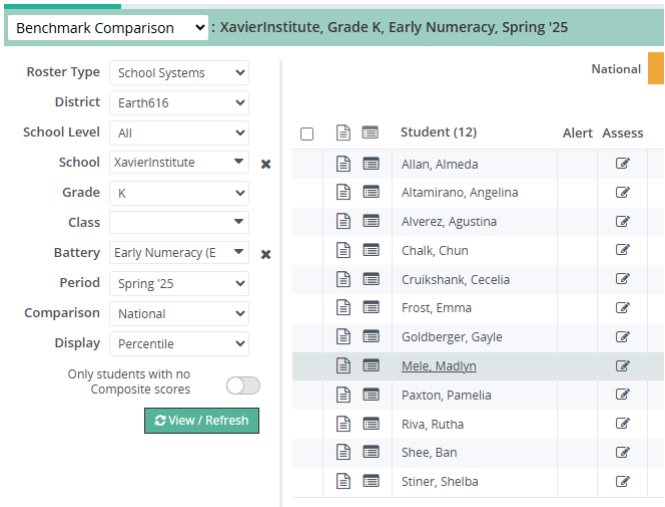 Benchmark Comparison : XavierInstitute, Grade K, Early Numeracy, Spring '25
Roster Type School Systems
District Earth616
School Level All
School XavierInstitute
Grade K
Class
Battery Early Numeracy (E
Period Spring '25
Comparison National
Display Percentile
Only students with no
Composite scores
View / Refresh
National
Student (12) Alert Assess
Allan, Almeda
Altamirano, Angelina
Alverez, Agustina
Chalk, Chun
Cruikshank, Cecelia
Frost, Emma
Goldberger, Gayle
Mele, Madlyn
Paxton, Pamelia
Riva, Rutha
Shee, Ban
Stiner, Shelba